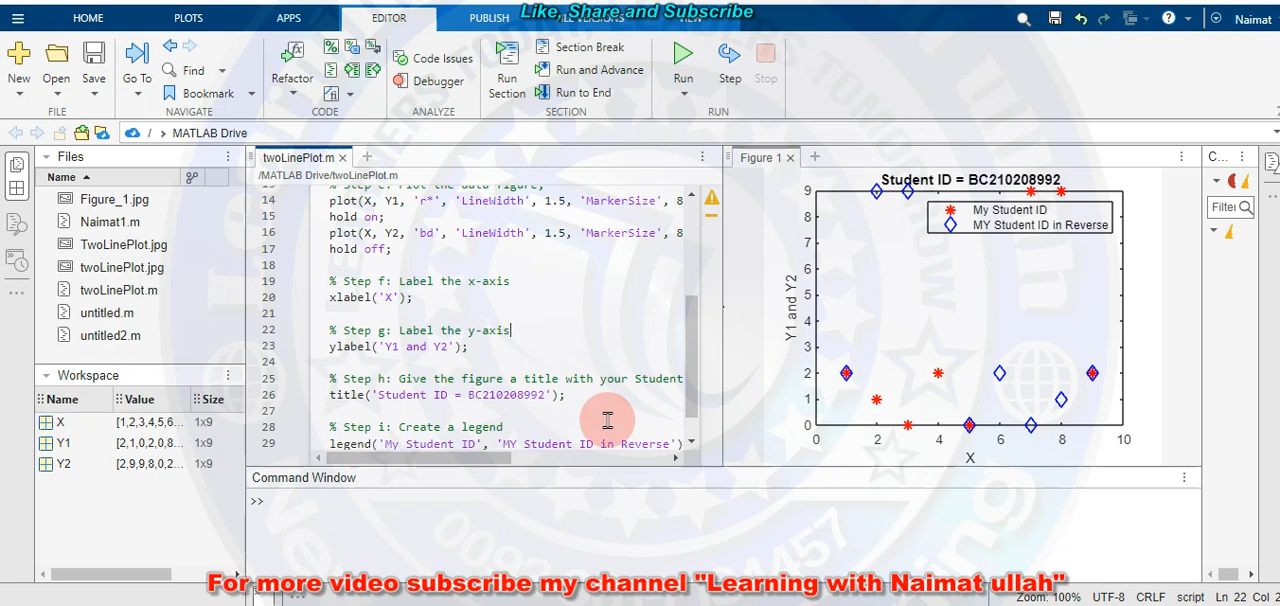 Like, Share and Subscribe
HOME PLOTS APPS EDITOR PUBLISH FILE VERSIONS VIEW
Naimat
New Open Save
FILE
Go To Find Bookmark
NAVIGATE
Refactor
CODE
Code Issues
Debugger
ANALYZE
Run Section
Section Break
Run and Advance
Run to End
SECTION
Run Step Stop
RUN
/ MATLAB Drive
Files
Name
Figure_1.jpg
Naimat1.m
TwoLinePlot.jpg
twoLinePlot.jpg
twoLinePlot.m
untitled.m
untitled2.m
Workspace
Name Value Size
X [1,2,3,4,5,6... 1x9
Y1 [2,1,0,2,0,8... 1x9
Y2 [2,9,9,8,0,2... 1x9
twoLinePlot.m
/MATLAB Drive/twoLinePlot.m
14 plot(X, Y1, 'r*', 'LineWidth', 1.5, 'MarkerSize', 8
15 hold on;
16 plot(X, Y2, 'bd', 'LineWidth', 1.5, 'MarkerSize', 8
17 hold off;
18
19 % Step f: Label the x-axis
20 xlabel('X');
21
22 % Step g: Label the y-axis
23 ylabel('Y1 and Y2');
24
25 % Step h: Give the figure a title with your Student
26 title('Student ID = BC210208992');
27
28 % Step i: Create a legend
29 legend('My Student ID', 'MY Student ID in Reverse')
Figure 1
Student ID = BC210208992
My Student ID
MY Student ID in Reverse
Y1 and Y2
9
8
7
6
5
4
3
2
1
0
0 2 4 6 8 10
X
C...
Filter
Command Window
>>
For more video subscribe my channel "Learning with Naimat ullah"
Zoom: 100% UTF-8 CRLF script Ln 22 Col 2